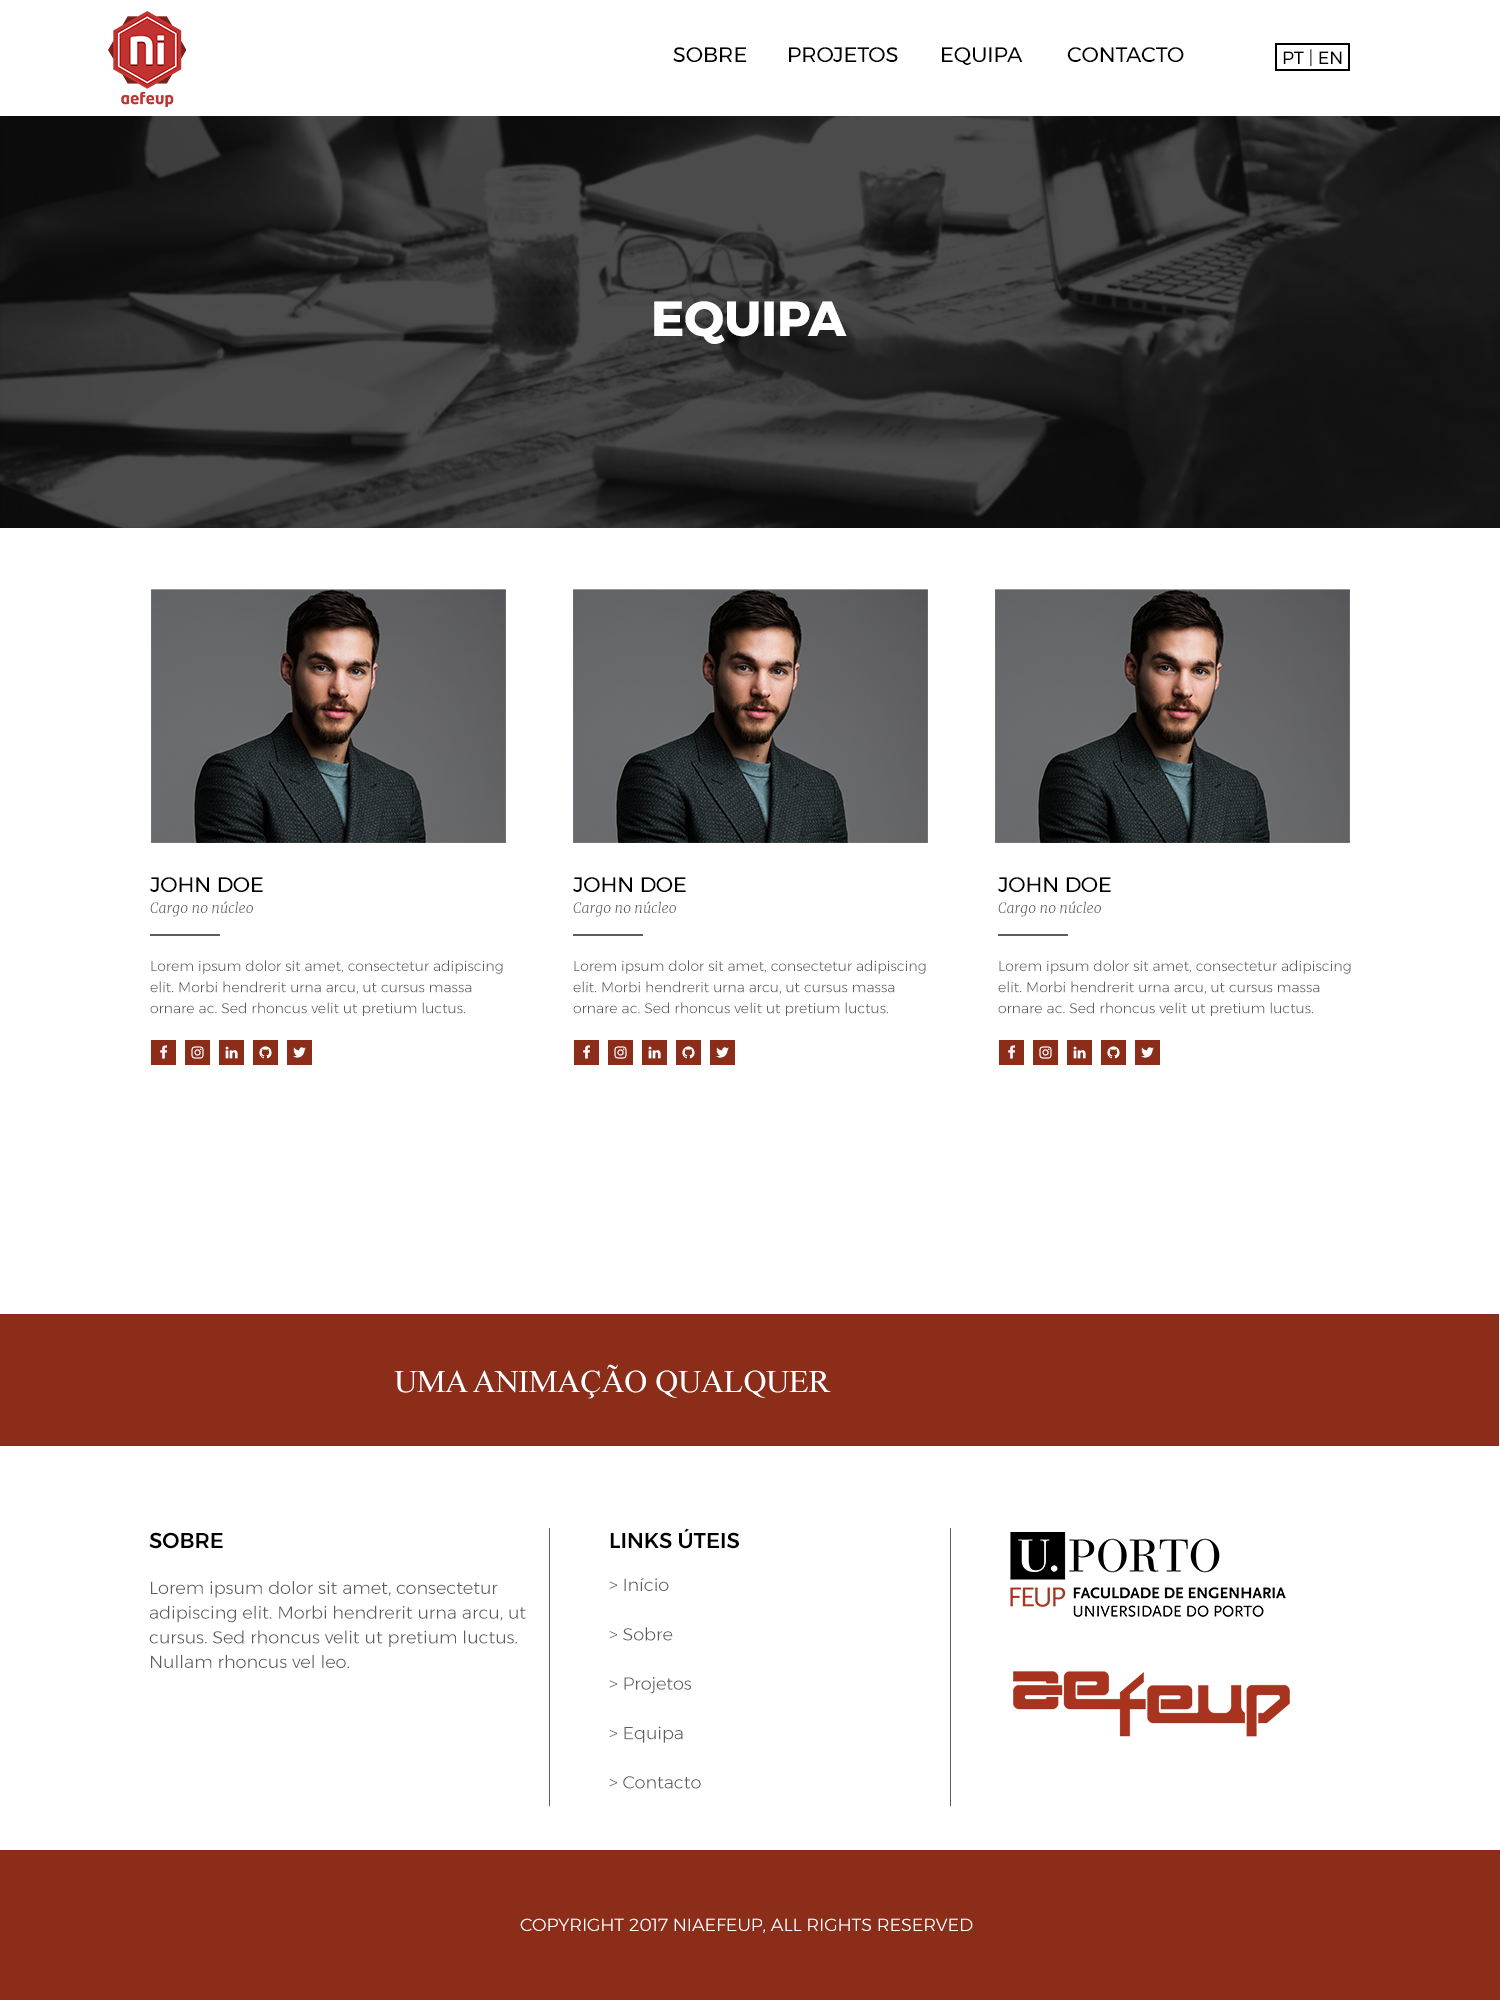 ni
aefeup
SOBRE PROJETOS EQUIPA CONTACTO PT | EN
EQUIPA
JOHN DOE
Cargo no núcleo
Lorem ipsum dolor sit amet, consectetur adipiscing
elit. Morbi hendrerit urna arcu, ut cursus massa
ornare ac. Sed rhoncus velit ut pretium luctus.
JOHN DOE
Cargo no núcleo
Lorem ipsum dolor sit amet, consectetur adipiscing
elit. Morbi hendrerit urna arcu, ut cursus massa
ornare ac. Sed rhoncus velit ut pretium luctus.
JOHN DOE
Cargo no núcleo
Lorem ipsum dolor sit amet, consectetur adipiscing
elit. Morbi hendrerit urna arcu, ut cursus massa
ornare ac. Sed rhoncus velit ut pretium luctus.
UMA ANIMAÇÃO QUALQUER
SOBRE
Lorem ipsum dolor sit amet, consectetur
adipiscing elit. Morbi hendrerit urna arcu, ut
cursus. Sed rhoncus velit ut pretium luctus.
Nullam rhoncus vel leo.
LINKS ÚTEIS
> Início
> Sobre
> Projetos
> Equipa
> Contacto
U.PORTO
FEUP FACULDADE DE ENGENHARIA
UNIVERSIDADE DO PORTO
aefeup
COPYRIGHT 2017 NIAEFEUP, ALL RIGHTS RESERVED